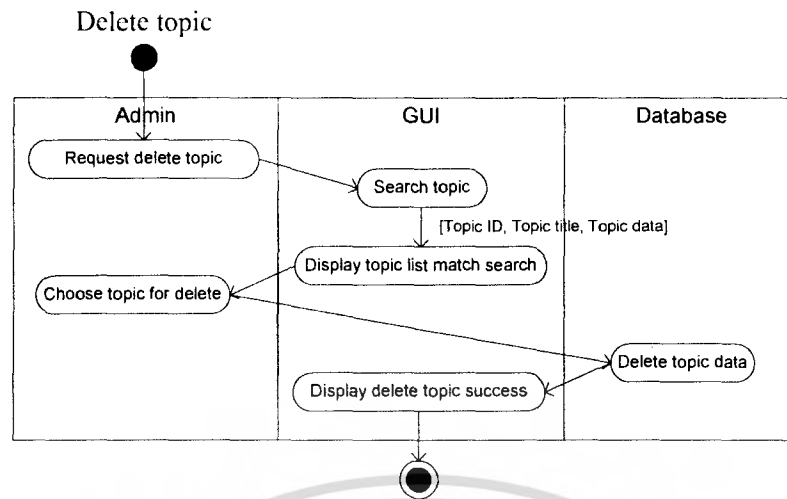 Delete topic
Admin
GUI
Database
Request delete topic
Search topic
[Topic ID, Topic title, Topic data]
Display topic list match search
Choose topic for delete
Delete topic data
Display delete topic success